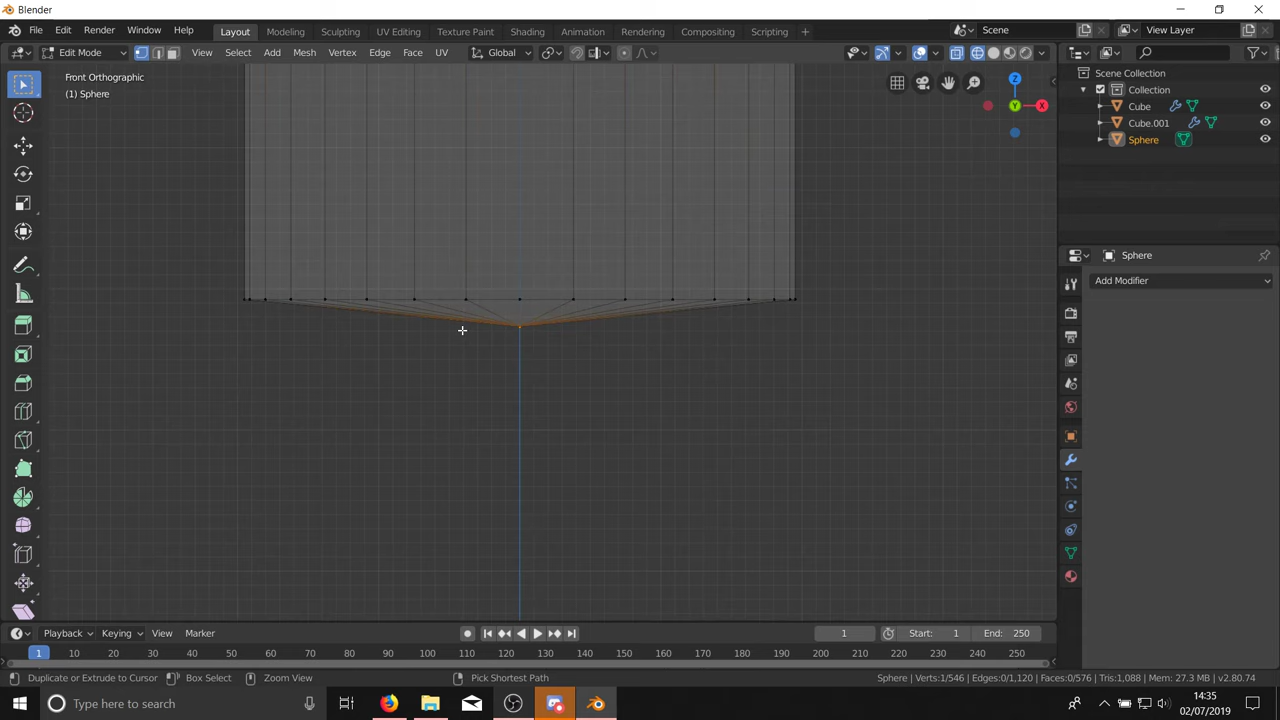 Blender
File Edit Render Window Help Layout Modeling Sculpting UV Editing Texture Paint Shading Animation Rendering Compositing Scripting + Scene View Layer
Edit Mode View Select Add Mesh Vertex Edge Face UV Global
Front Orthographic
(1) Sphere
Z
Y
X
Scene Collection
Collection
Cube
Cube.001
Sphere
Sphere
Add Modifier
Playback Keying View Marker 1 Start: 1 End: 250
1 10 20 30 40 50 60 70 80 90 100 110 120 130 140 150 160 170 180 190 200 210 220 230 240 250
Duplicate or Extrude to Cursor Box Select Zoom View Pick Shortest Path Sphere | Verts:1/546 | Edges:0/1,120 | Faces:0/576 | Tris:1,088 | Mem: 27.3 MB | v2.80.74
Type here to search
14:35
02/07/2019